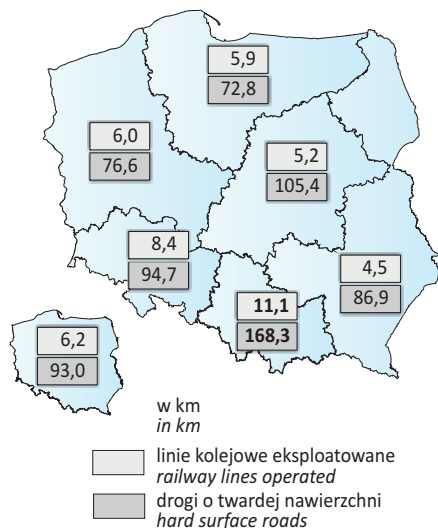 5,9
72,8
6,0
76,6
5,2
105,4
8,4
94,7
4,5
86,9
11,1
168,3
6,2
93,0
w km
in km
linie kolejowe eksploatowane
railway lines operated
drogi o twardej nawierzchni
hard surface roads